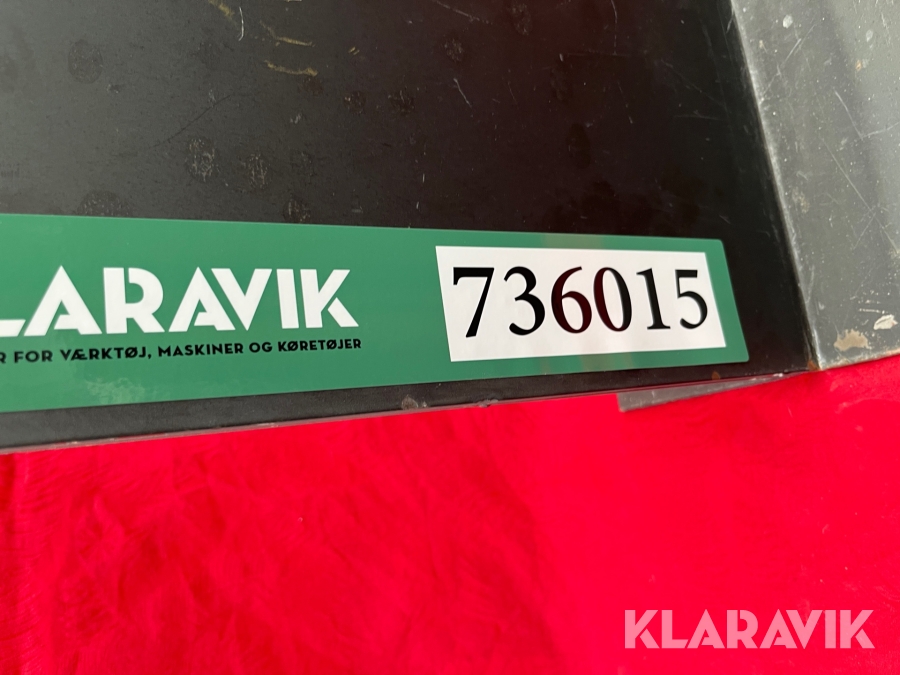 LARAVIK
R FOR VÆRKTØJ, MASKINER OG KØRETØJER
736015
KLARAVIK